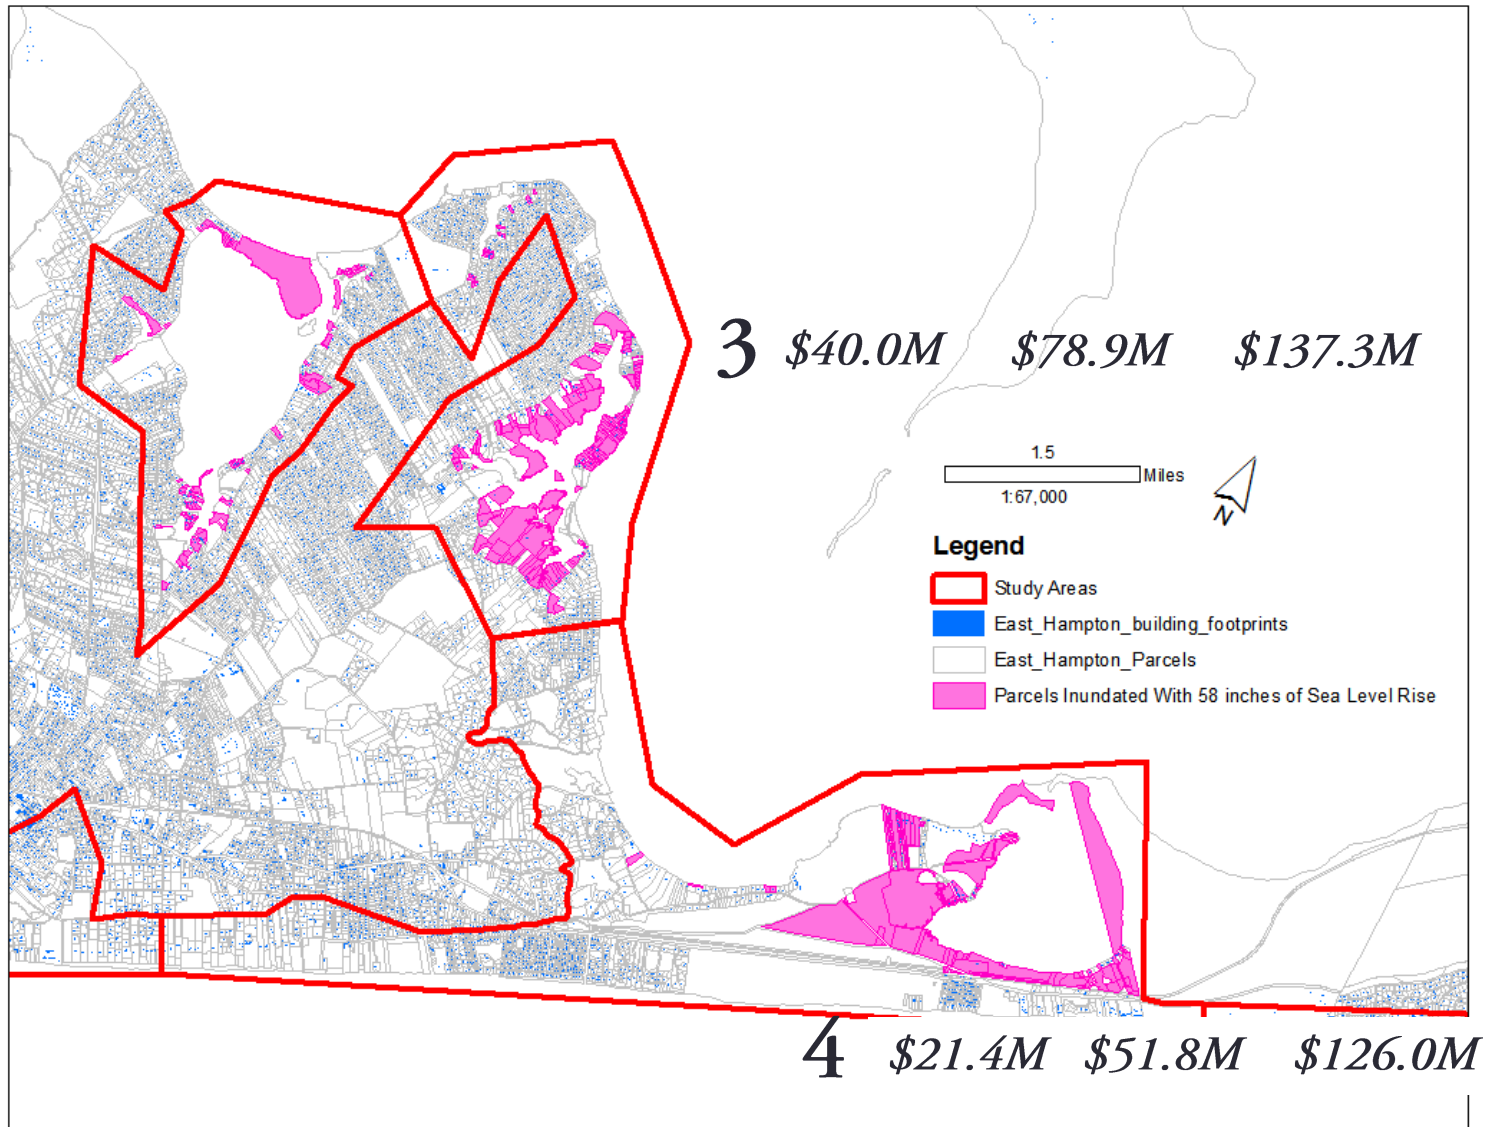 3 $40.0M $78.9M $137.3M
1.5
Miles
1:67,000
N
Legend
Study Areas
East_Hampton_building_footprints
East_Hampton_Parcels
Parcels Inundated With 58 inches of Sea Level Rise
4 $21.4M $51.8M $126.0M